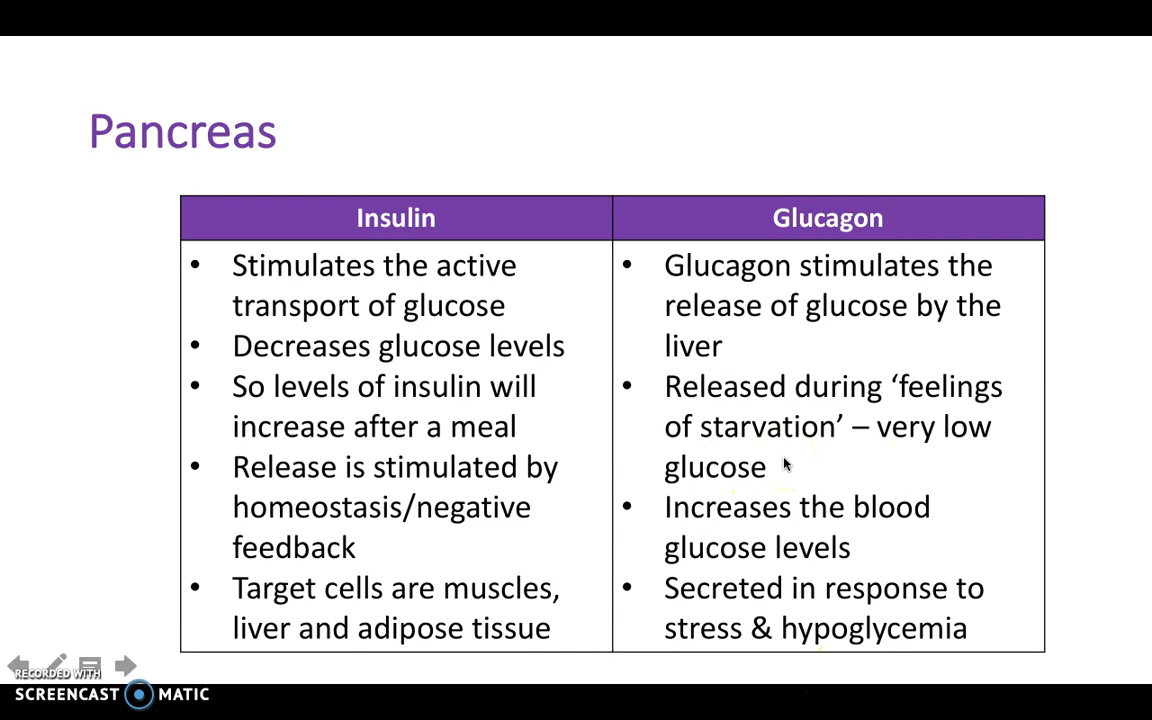 Pancreas
Insulin
Glucagon
• Stimulates the active
transport of glucose
• Decreases glucose levels
• So levels of insulin will
increase after a meal
• Release is stimulated by
homeostasis/negative
feedback
• Target cells are muscles,
liver and adipose tissue
• Glucagon stimulates the
release of glucose by the
liver
• Released during ‘feelings
of starvation’ – very low
glucose
• Increases the blood
glucose levels
• Secreted in response to
stress & hypoglycemia
RECORDED WITH
SCREENCAST MATIC